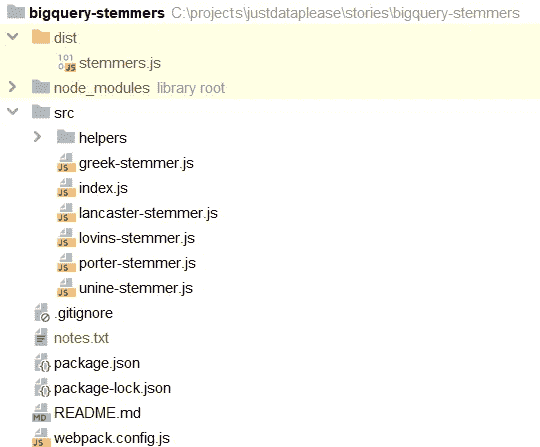 bigquery-stemmers C:\projects\justdataplease\stories\bigquery-stemmers
dist
stemmers.js
node_modules library root
src
helpers
greek-stemmer.js
index.js
lancaster-stemmer.js
lovins-stemmer.js
porter-stemmer.js
unine-stemmer.js
.gitignore
notes.txt
package.json
package-lock.json
README.md
webpack.config.js